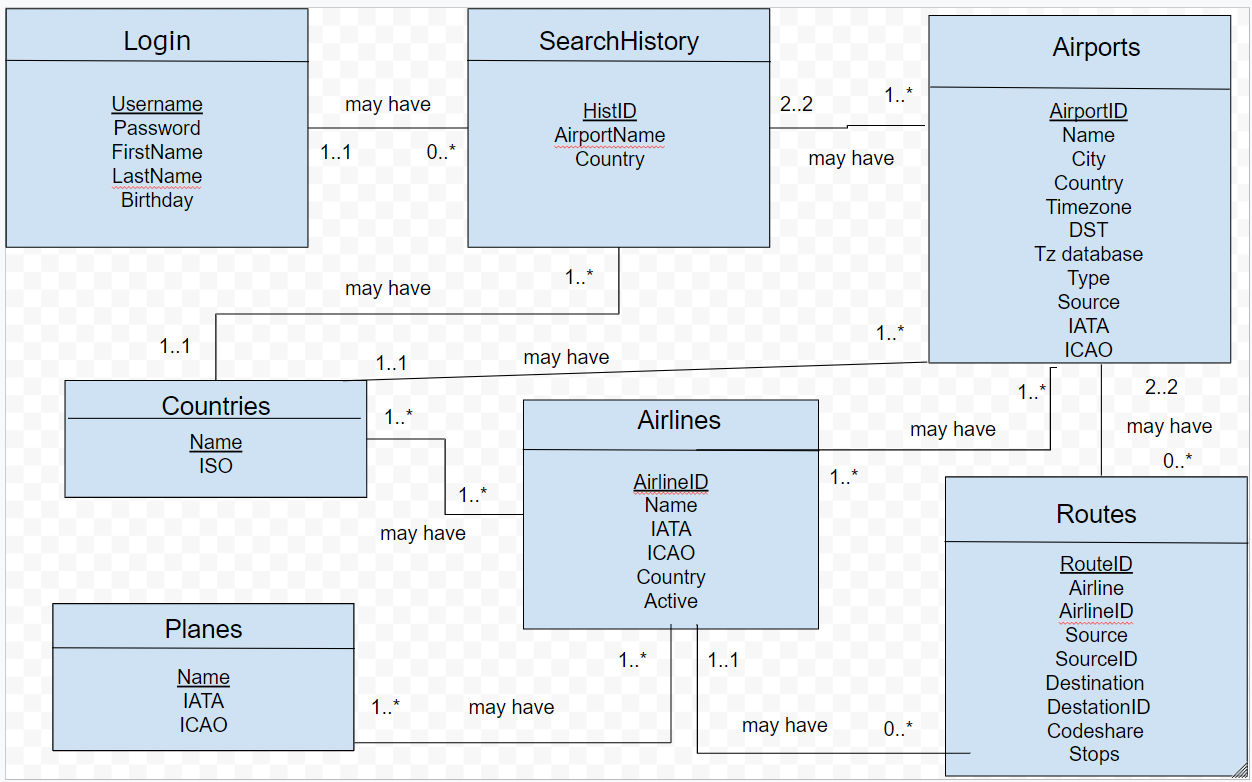 Login
Username
Password
FirstName
LastName
Birthday
may have
1..1
0..*
SearchHistory
HistID
AirportName
Country
2..2
1..*
may have
Airports
AirportID
Name
City
Country
Timezone
DST
Tz database
Type
Source
IATA
ICAO
1..*
may have
1..1
1..*
may have
1..1
Countries
Name
ISO
1..*
1..*
may have
Airlines
AirlineID
Name
IATA
ICAO
Country
Active
1..*
may have
1..*
2..2
may have
0..*
Routes
RouteID
Airline
AirlineID
Source
SourceID
Destination
DestationID
Codeshare
Stops
Planes
Name
IATA
ICAO
1..*
may have
1..*
1..1
may have
0..*